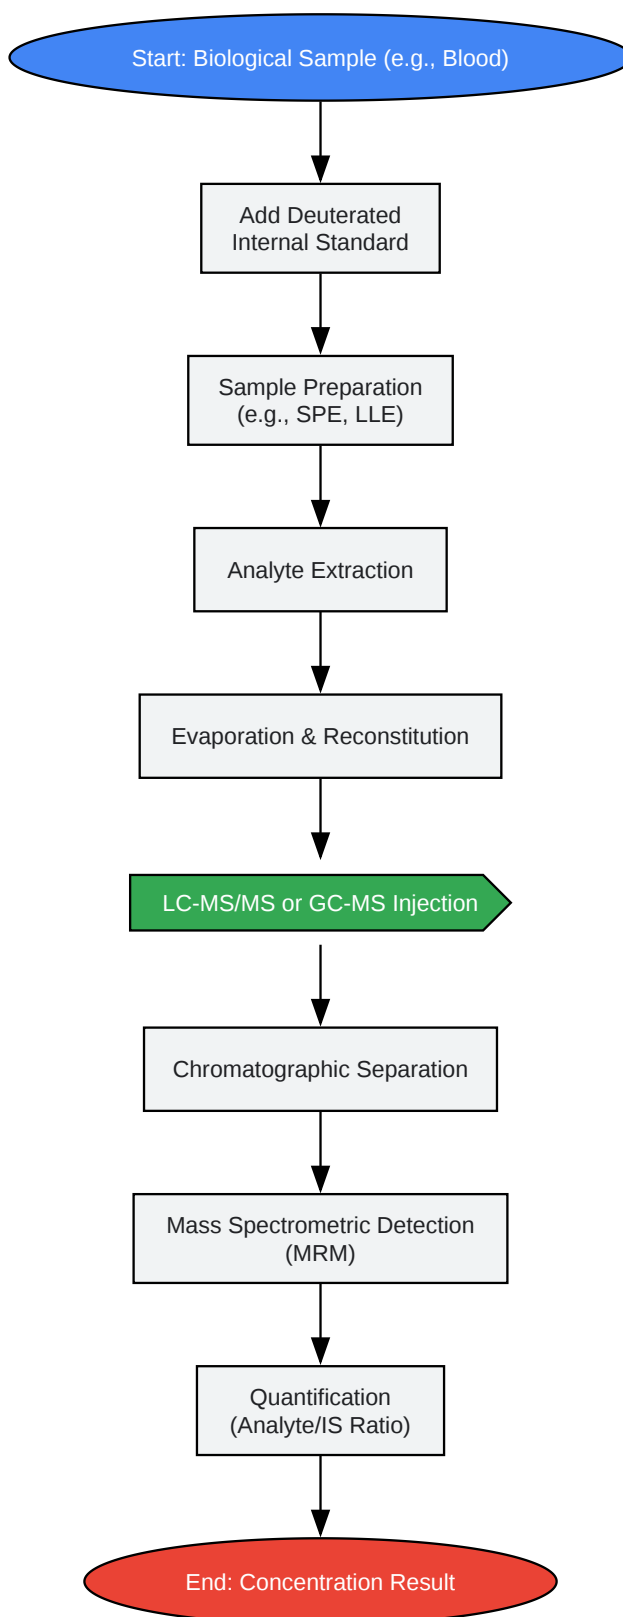 Start: Biological Sample (e.g., Blood)
Add Deuterated
Internal Standard
Sample Preparation
(e.g., SPE, LLE)
Analyte Extraction
Evaporation & Reconstitution
LC-MS/MS or GC-MS Injection
Chromatographic Separation
Mass Spectrometric Detection
(MRM)
Quantification
(Analyte/IS Ratio)
End: Concentration Result